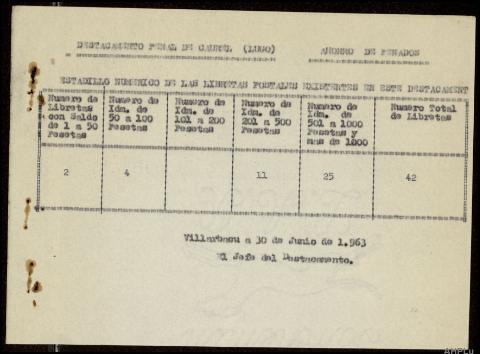 DESTACAMENTO PENAL DE CAUREL (LUGO) AHORRO DE PENADOS
ESTADILLO NUMERICO DE LAS LIBRETAS POSTALES EXISTENTES EN ESTE DESTACAMENT
Numero de Libretas con Saldo de 1 a 50 Pesetas
Numero de Idm. de 50 a 100 Pesetas
Numero de Idm. de 101 a 200 Pesetas
Numero de Idm. de 201 a 500 Pesetas
Numero de Idm. de 501 a 1000 Pesetas y mas de 1000
Numero Total de Libretas
2 4 11 25 42
Villarbacu a 30 de Junio de 1.963
El Jefe del Destacamento.